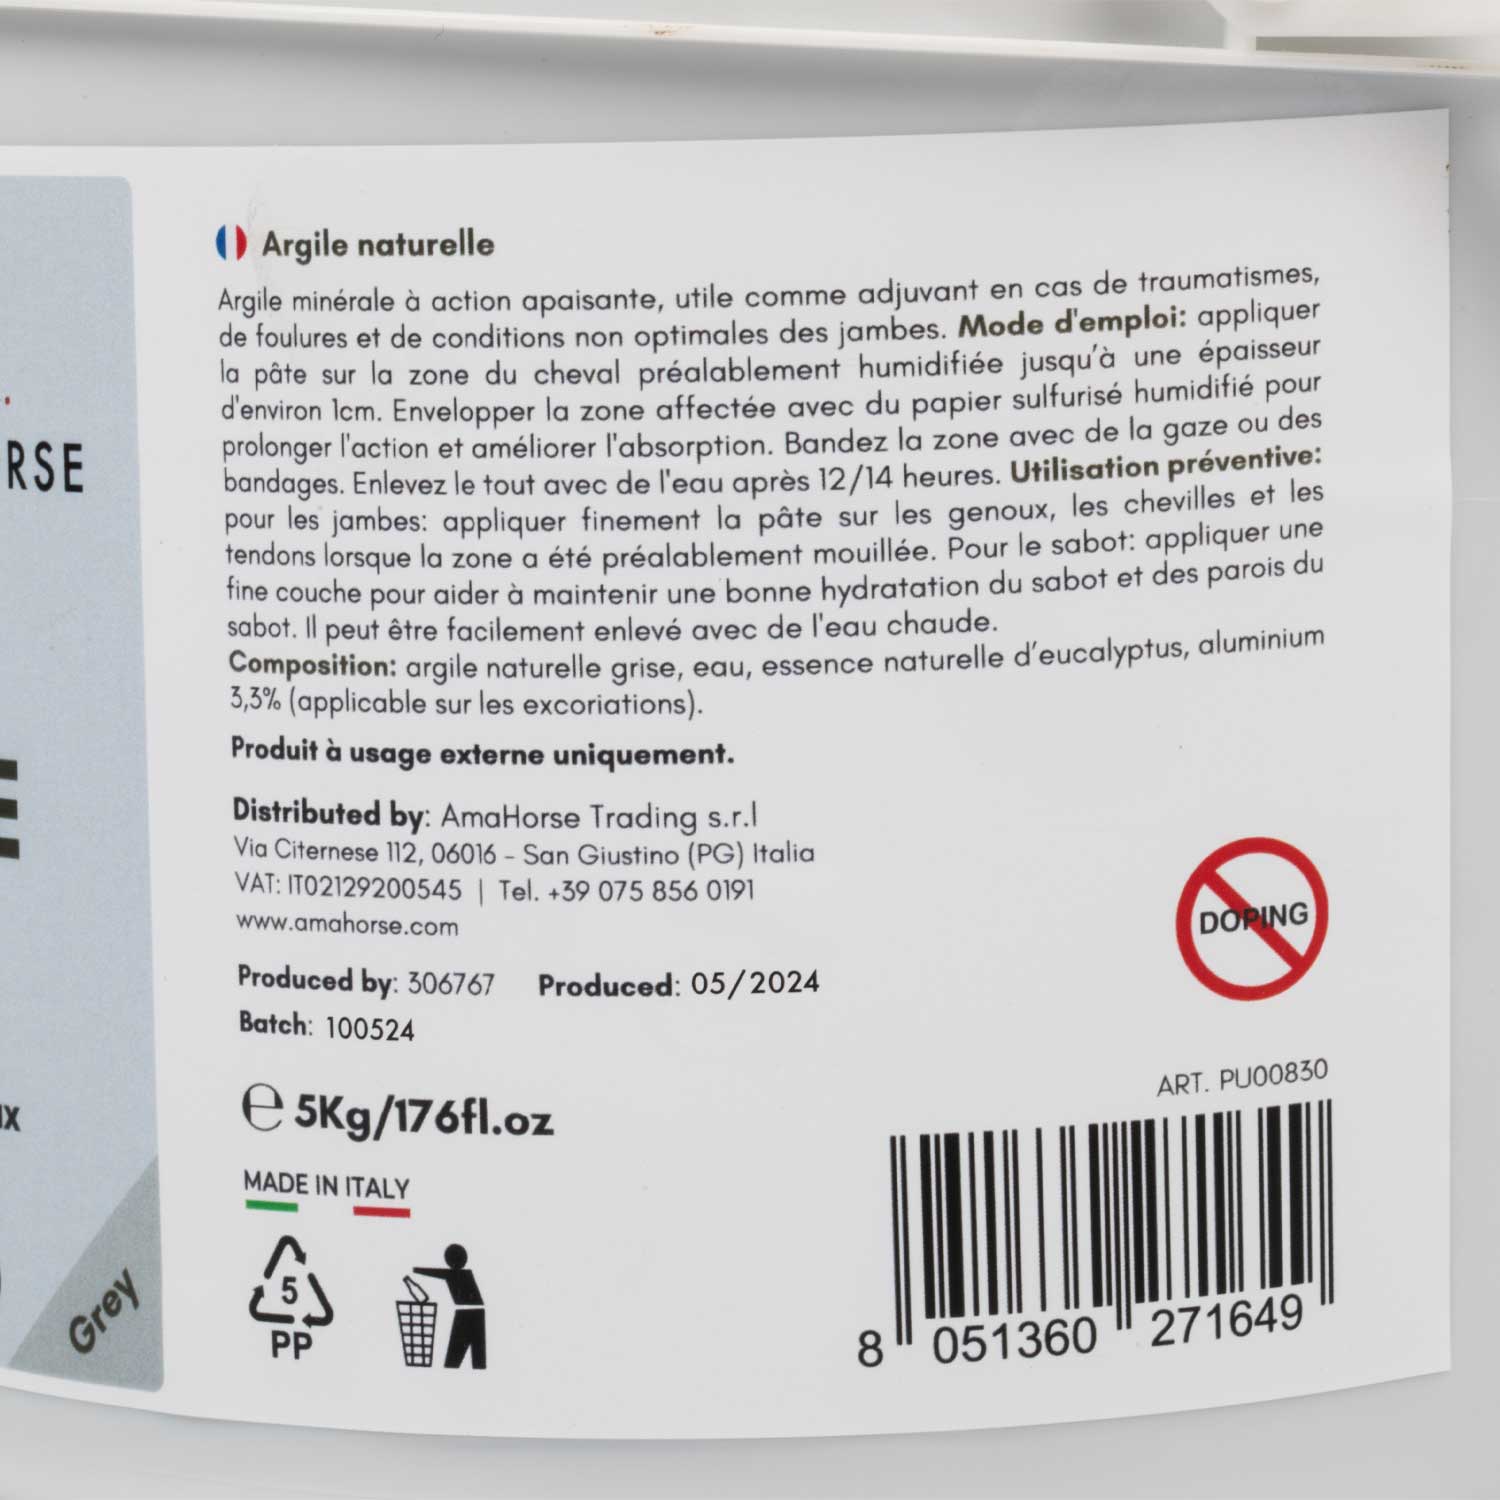 RSE
E
ux
Grey
Argile naturelle
Argile minérale à action apaisante, utile comme adjuvant en cas de traumatismes,
de foulures et de conditions non optimales des jambes. Mode d'emploi: appliquer
la pâte sur la zone du cheval préalablement humidifiée jusqu'à une épaisseur
d'environ 1cm. Envelopper la zone affectée avec du papier sulfurisé humidifié pour
prolonger l'action et améliorer l'absorption. Bandez la zone avec de la gaze ou des
bandages. Enlevez le tout avec de l'eau après 12/14 heures. Utilisation préventive:
pour les jambes: appliquer finement la pâte sur les genoux, les chevilles et les
tendons lorsque la zone a été préalablement mouillée. Pour le sabot: appliquer une
fine couche pour aider à maintenir une bonne hydratation du sabot et des parois du
sabot. Il peut être facilement enlevé avec de l'eau chaude.
Composition: argile naturelle grise, eau, essence naturelle d'eucalyptus, aluminium
3,3% (applicable sur les excoriations).
Produit à usage externe uniquement.
Distributed by: AmaHorse Trading s.r.l
Via Citernese 112, 06016 - San Giustino (PG) Italia
VAT: IT02129200545 | Tel. +39 075 856 0191
www.amahorse.com
Produced by: 306767 Produced: 05/2024
Batch: 100524
DOPING
℮ 5Kg/176fl.oz
MADE IN ITALY
5
PP
ART. PU00830
8 051360 271649